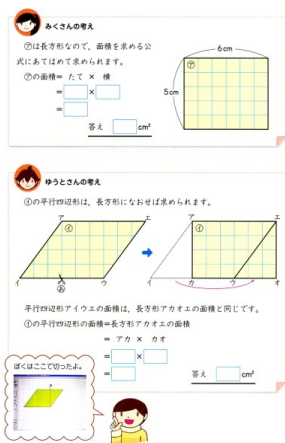 みくさんの考え
㋐は長方形なので，面積を求める公
式にあてはめて求められます。
㋐の面積＝ たて × 横
＝ ×
＝
答え cm²
6cm
㋐
5cm
ゆうとさんの考え
㋑の平行四辺形は，長方形になおせば求められます。
ア エ ア エ
㋑ ㋑
イ ㋐ ウ イ カ ウ オ
平行四辺形アイウエの面積は，長方形アカオエの面積と同じです。
㋑の平行四辺形の面積＝長方形アカオエの面積
＝ アカ × カオ
＝ ×
＝
答え cm²
ぼくはここで切ったよ。